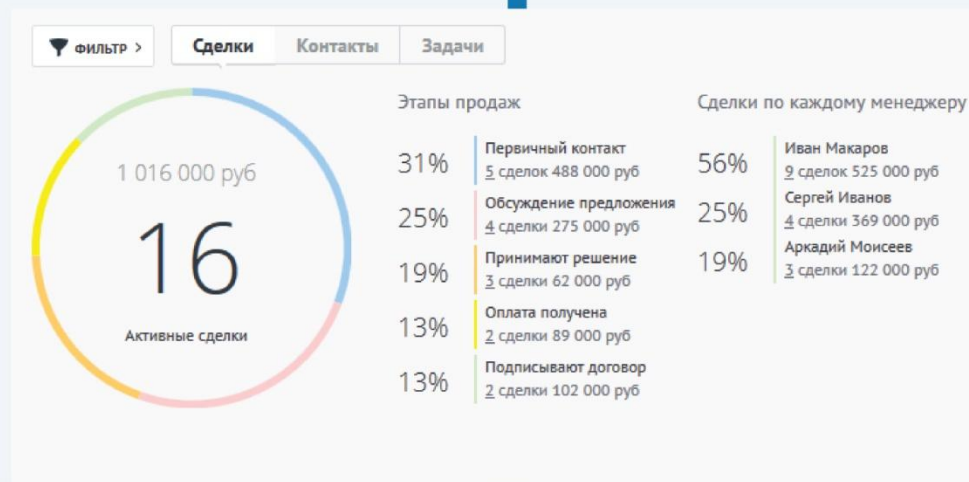 ФИЛЬТР >
Сделки
Контакты
Задачи
1 016 000 руб
16
Активные сделки
Этапы продаж
31%
Первичный контакт
5 сделок 488 000 руб
25%
Обсуждение предложения
4 сделки 275 000 руб
19%
Принимают решение
3 сделки 62 000 руб
13%
Оплата получена
2 сделки 89 000 руб
13%
Подписывают договор
2 сделки 102 000 руб
Сделки по каждому менеджеру
56%
Иван Макаров
9 сделок 525 000 руб
25%
Сергей Иванов
4 сделки 369 000 руб
19%
Аркадий Моисеев
3 сделки 122 000 руб